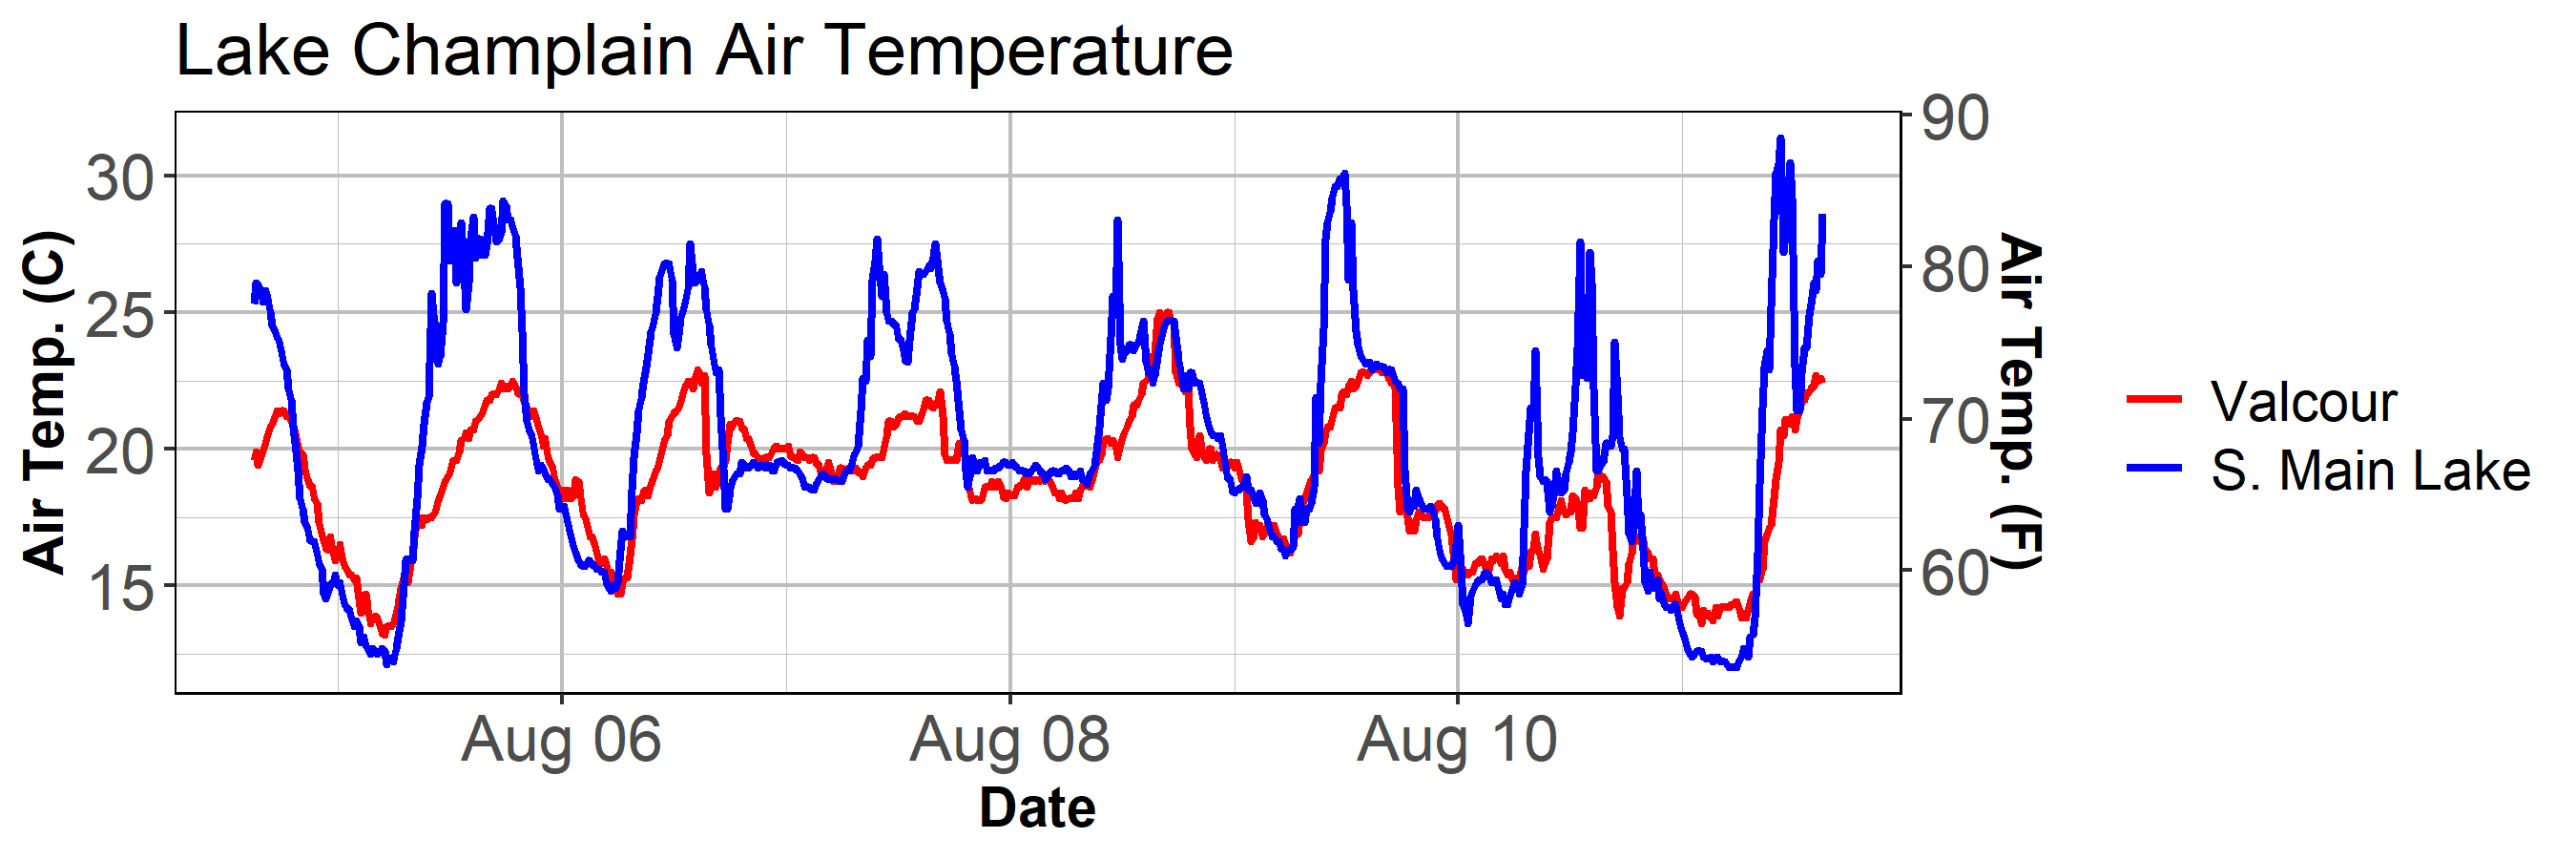 Lake Champlain Air Temperature
Air Temp. (C)
30
25
20
15
90
80
70
60
Air Temp. (F)
Aug 06
Aug 08
Aug 10
Date
Valcour
S. Main Lake